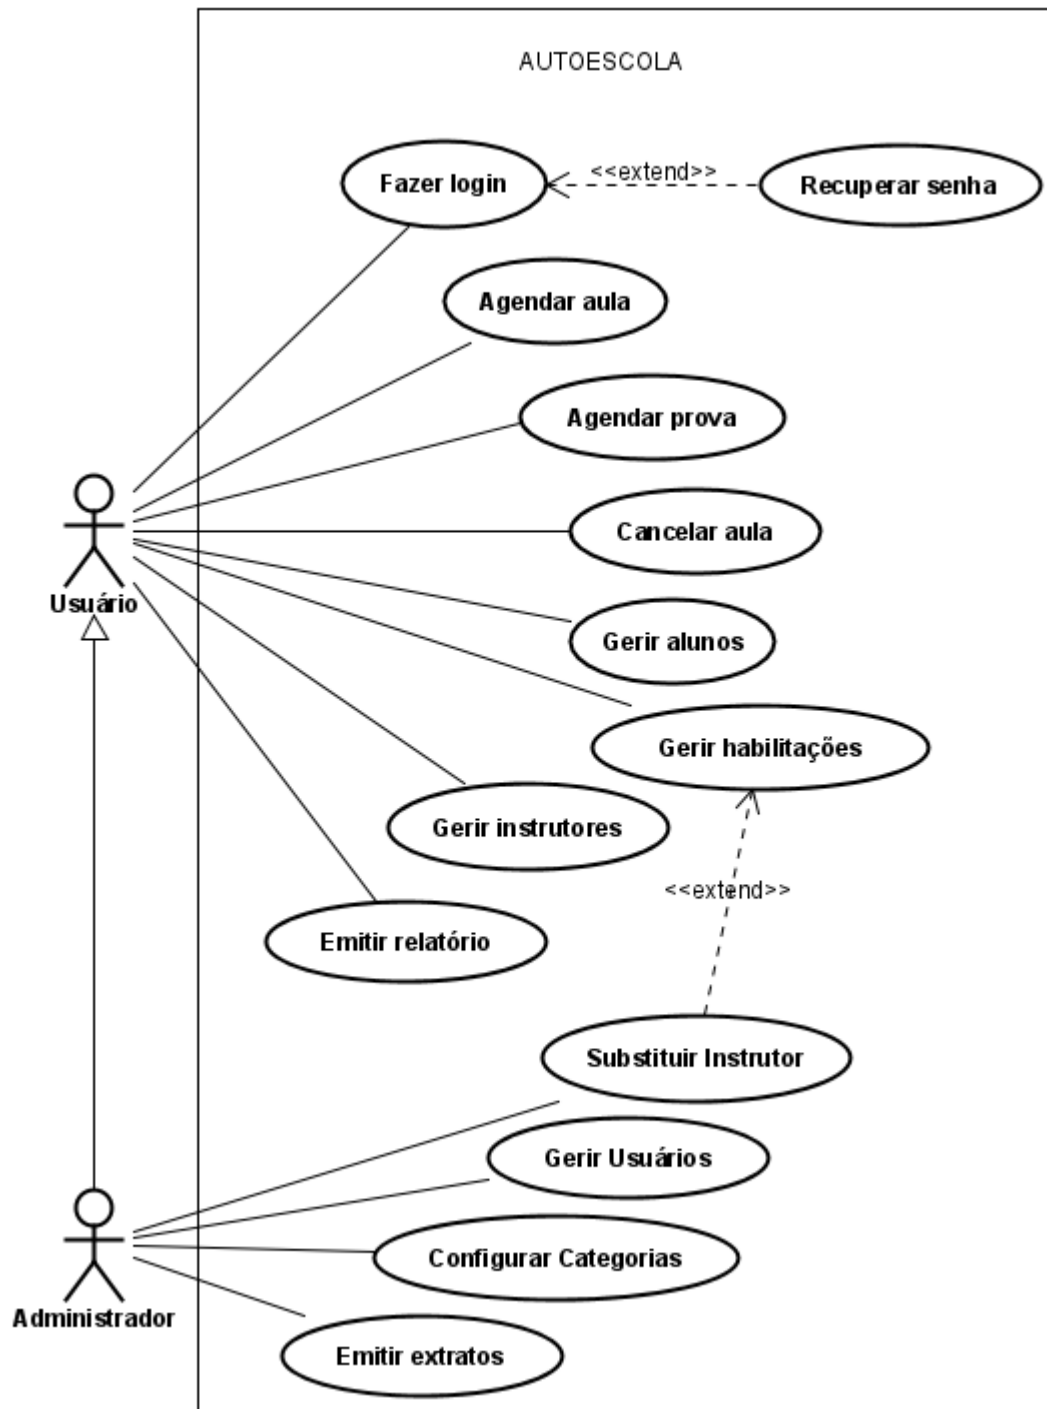 AUTOESCOLA
Fazer login
<<extend>>
Recuperar senha
Agendar aula
Agendar prova
Cancelar aula
Usuário
Gerir alunos
Gerir habilitações
Gerir instrutores
<<extend>>
Emitir relatório
Substituir Instrutor
Gerir Usuários
Configurar Categorias
Administrador
Emitir extratos